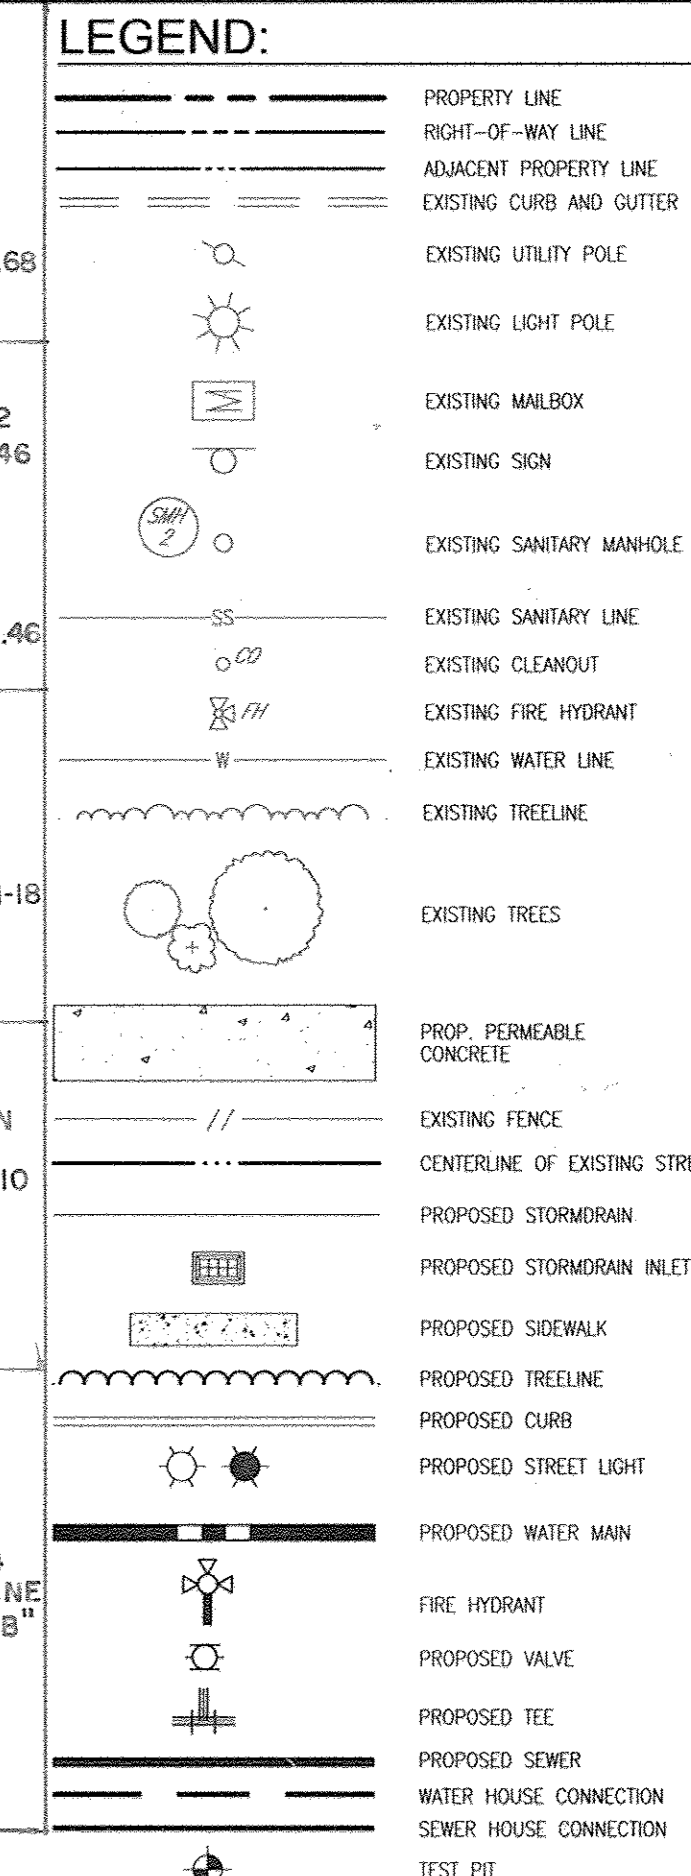 LEGEND:
PROPERTY LINE
RIGHT-OF-WAY LINE
ADJACENT PROPERTY LINE
EXISTING CURB AND GUTTER
.68
EXISTING UTILITY POLE
EXISTING LIGHT POLE
2
46
EXISTING MAILBOX
EXISTING SIGN
SMH
2
EXISTING SANITARY MANHOLE
.46
SS
EXISTING SANITARY LINE
CO
EXISTING CLEANOUT
FH
EXISTING FIRE HYDRANT
W
EXISTING WATER LINE
EXISTING TREELINE
-18
EXISTING TREES
PROP. PERMEABLE
CONCRETE
N
10
//
EXISTING FENCE
CENTERLINE OF EXISTING STRE
PROPOSED STORMDRAIN
PROPOSED STORMDRAIN INLET
PROPOSED SIDEWALK
PROPOSED TREELINE
PROPOSED CURB
PROPOSED STREET LIGHT
PROPOSED WATER MAIN
NE
B"
FIRE HYDRANT
PROPOSED VALVE
PROPOSED TEE
PROPOSED SEWER
WATER HOUSE CONNECTION
SEWER HOUSE CONNECTION
TEST PIT